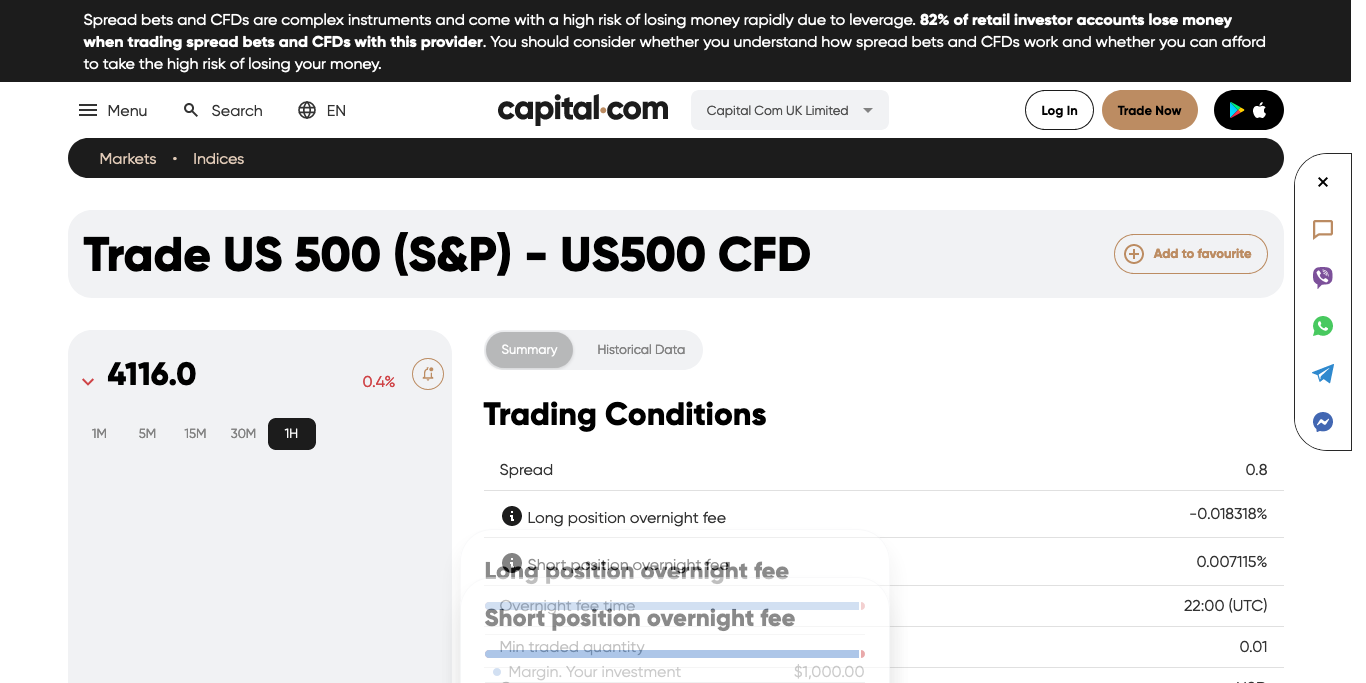 Spread bets and CFDs are complex instruments and come with a high risk of losing money rapidly due to leverage. 82% of retail investor accounts lose money
when trading spread bets and CFDs with this provider. You should consider whether you understand how spread bets and CFDs work and whether you can afford
to take the high risk of losing your money.
Menu Search EN capital.com Capital Com UK Limited Log In Trade Now
Markets • Indices
Trade US 500 (S&P) - US500 CFD Add to favourite
4116.0 0.4%
1M 5M 15M 30M 1H
Summary Historical Data
Trading Conditions
Spread 0.8
Long position overnight fee -0.018318%
Short position overnight fee 0.007115%
Long position overnight fee
Overnight fee time 22:00 (UTC)
Short position overnight fee
Min traded quantity 0.01
Margin. Your investment $1,000.00